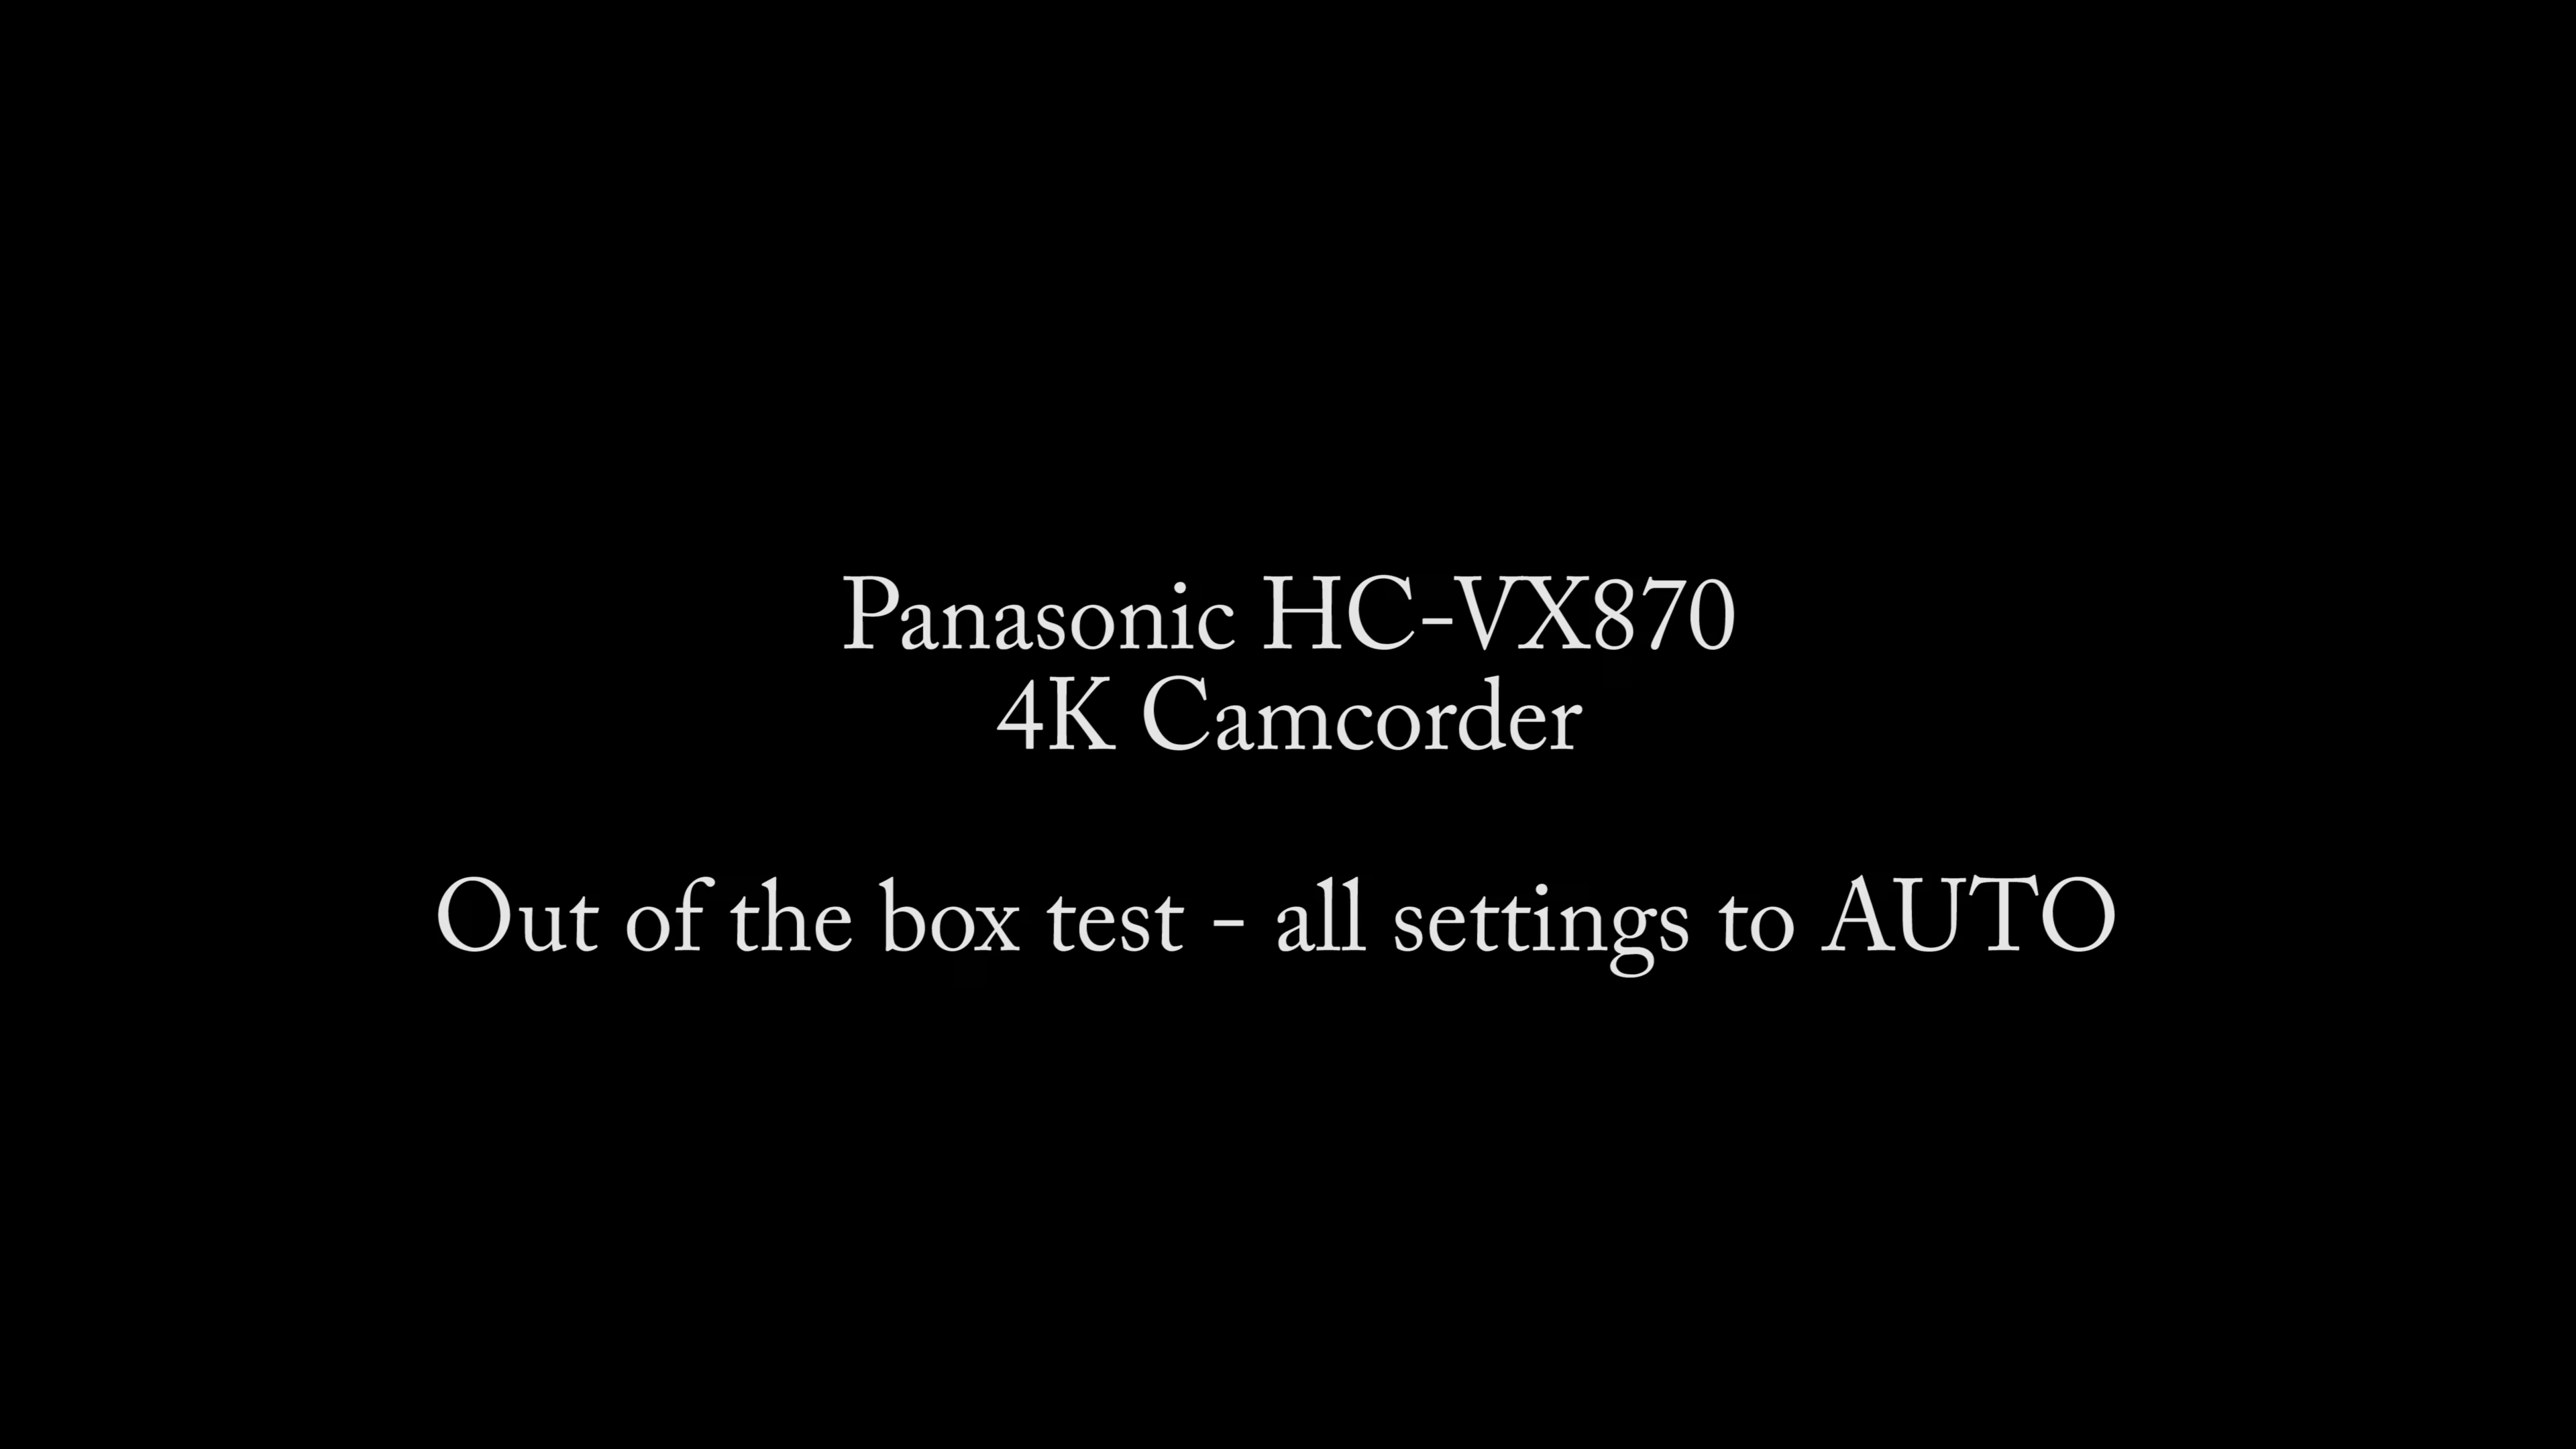 Panasonic HC-VX870
4K Camcorder
Out of the box test - all settings to AUTO